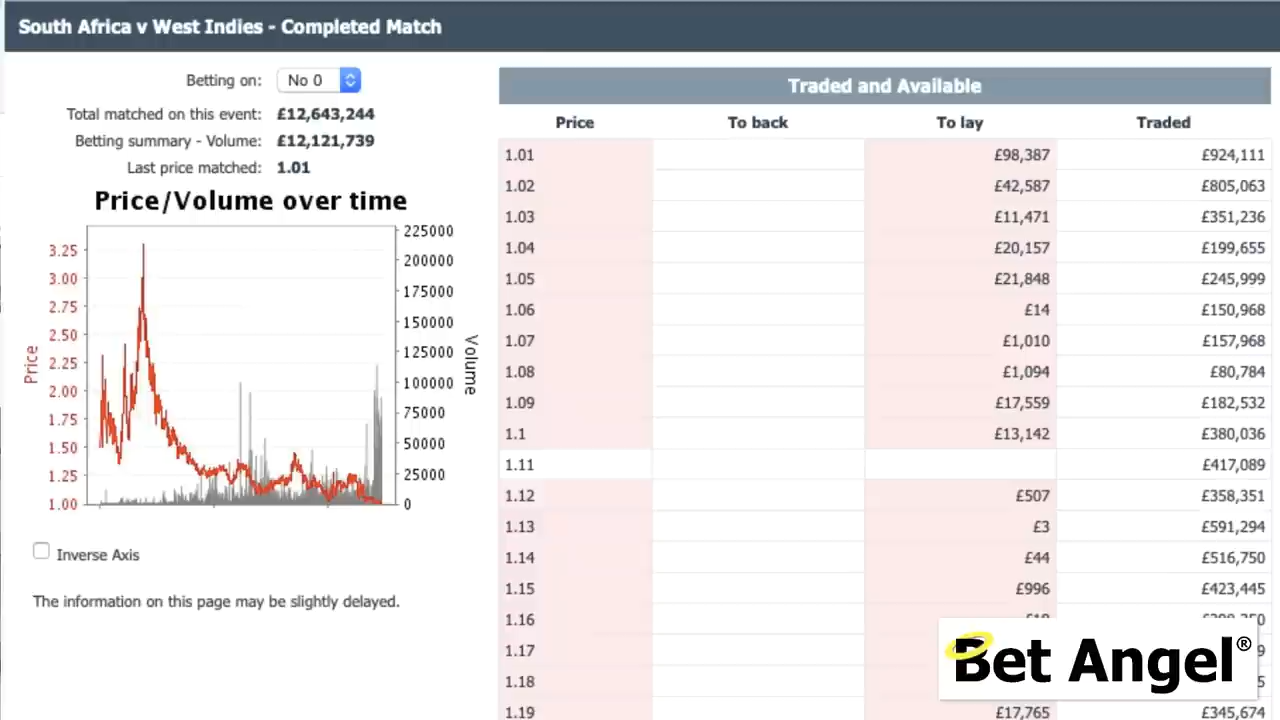 South Africa v West Indies - Completed Match
Betting on: No 0
Total matched on this event: £12,643,244
Betting summary - Volume: £12,121,739
Last price matched: 1.01
Price/Volume over time
Price
3.25
3.00
2.75
2.50
2.25
2.00
1.75
1.50
1.25
1.00
225000
200000
175000
150000
125000
100000
75000
50000
25000
0
Volume
Inverse Axis
The information on this page may be slightly delayed.
Traded and Available
Price To back To lay Traded
1.01 £98,387 £924,111
1.02 £42,587 £805,063
1.03 £11,471 £351,236
1.04 £20,157 £199,655
1.05 £21,848 £245,999
1.06 £14 £150,968
1.07 £1,010 £157,968
1.08 £1,094 £80,784
1.09 £17,559 £182,532
1.1 £13,142 £380,036
1.11 £417,089
1.12 £507 £358,351
1.13 £3 £591,294
1.14 £44 £516,750
1.15 £996 £423,445
1.16
1.17
1.18
1.19 £17,765 £345,674
Bet Angel®